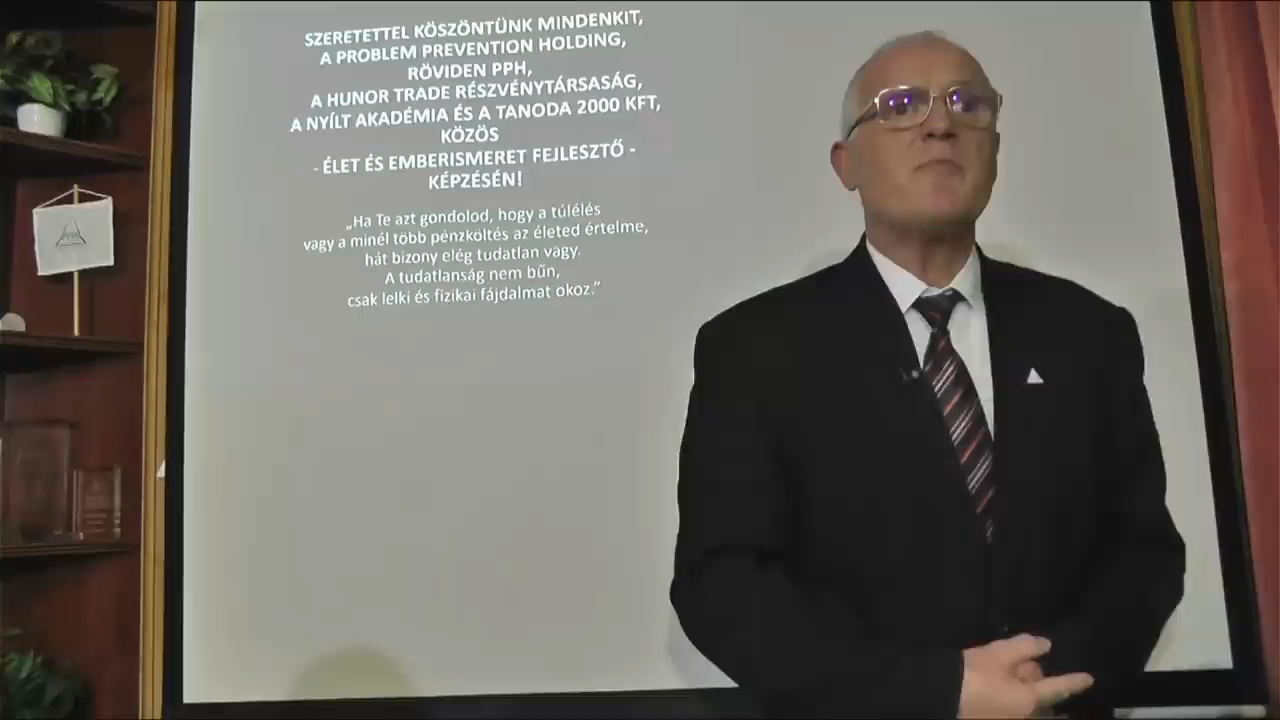 SZERETETTEL KÖSZÖNTÜNK MINDENKIT,
A PROBLEM PREVENTION HOLDING,
RÖVIDEN PPH,
A HUNOR TRADE RÉSZVÉNYTÁRSASÁG,
A NYÍLT AKADÉMIA ÉS A TANODA 2000 KFT,
KÖZÖS
- ÉLET ÉS EMBERISMERET FEJLESZTŐ -
KÉPZÉSÉN!
„Ha Te azt gondolod, hogy a túlélés
vagy a minél több pénzköltés az életed értelme,
hát bizony elég tudatlan vagy.
A tudatlanság nem bűn,
csak lelki és fizikai fájdalmat okoz.”